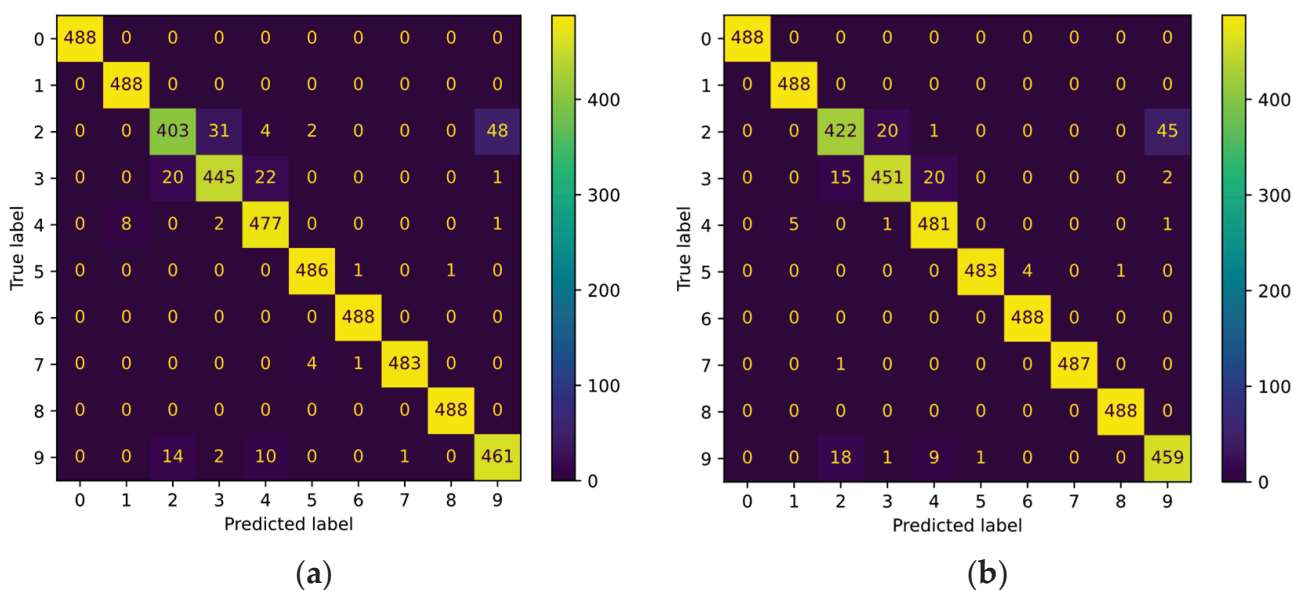 0 488 0 0 0 0 0 0 0 0 0
1 0 488 0 0 0 0 0 0 0 0
2 0 0 403 31 4 2 0 0 0 48
3 0 0 20 445 22 0 0 0 0 1
4 0 8 0 2 477 0 0 0 0 1
5 0 0 0 0 0 486 1 0 1 0
6 0 0 0 0 0 0 488 0 0 0
7 0 0 0 0 0 4 1 483 0 0
8 0 0 0 0 0 0 0 0 488 0
9 0 0 14 2 10 0 0 1 0 461
0 1 2 3 4 5 6 7 8 9
Predicted label
True label
400
300
200
100
0
(a)
0 488 0 0 0 0 0 0 0 0 0
1 0 488 0 0 0 0 0 0 0 0
2 0 0 422 20 1 0 0 0 0 45
3 0 0 15 451 20 0 0 0 0 2
4 0 5 0 1 481 0 0 0 0 1
5 0 0 0 0 0 483 4 0 1 0
6 0 0 0 0 0 0 488 0 0 0
7 0 0 1 0 0 0 0 487 0 0
8 0 0 0 0 0 0 0 0 488 0
9 0 0 18 1 9 1 0 0 0 459
0 1 2 3 4 5 6 7 8 9
Predicted label
True label
400
300
200
100
0
(b)